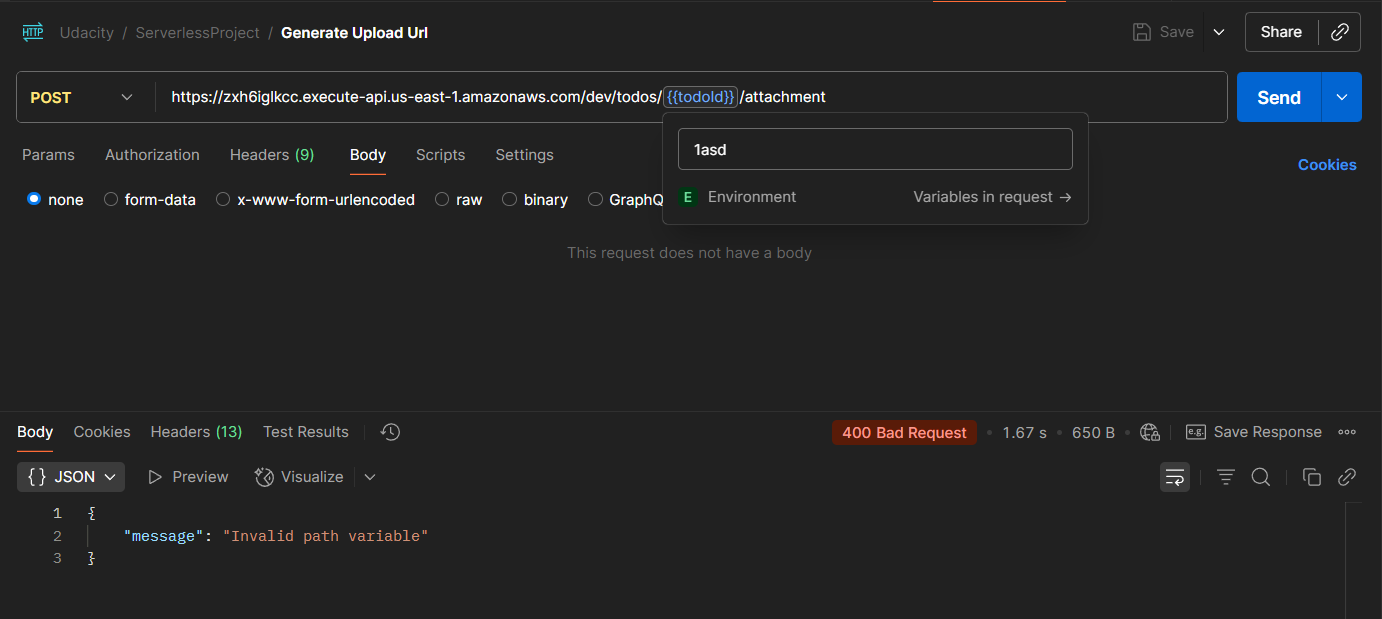 HTTP Udacity / ServerlessProject / Generate Upload Url Save Share
POST https://zxh6iglkcc.execute-api.us-east-1.amazonaws.com/dev/todos/{{todoId}}/attachment Send
1asd
E Environment Variables in request →
Params Authorization Headers (9) Body Scripts Settings Cookies
none form-data x-www-form-urlencoded raw binary GraphQ
This request does not have a body
Body Cookies Headers (13) Test Results 400 Bad Request • 1.67 s • 650 B • e.g. Save Response
{} JSON Preview Visualize
1 {
2 "message": "Invalid path variable"
3 }